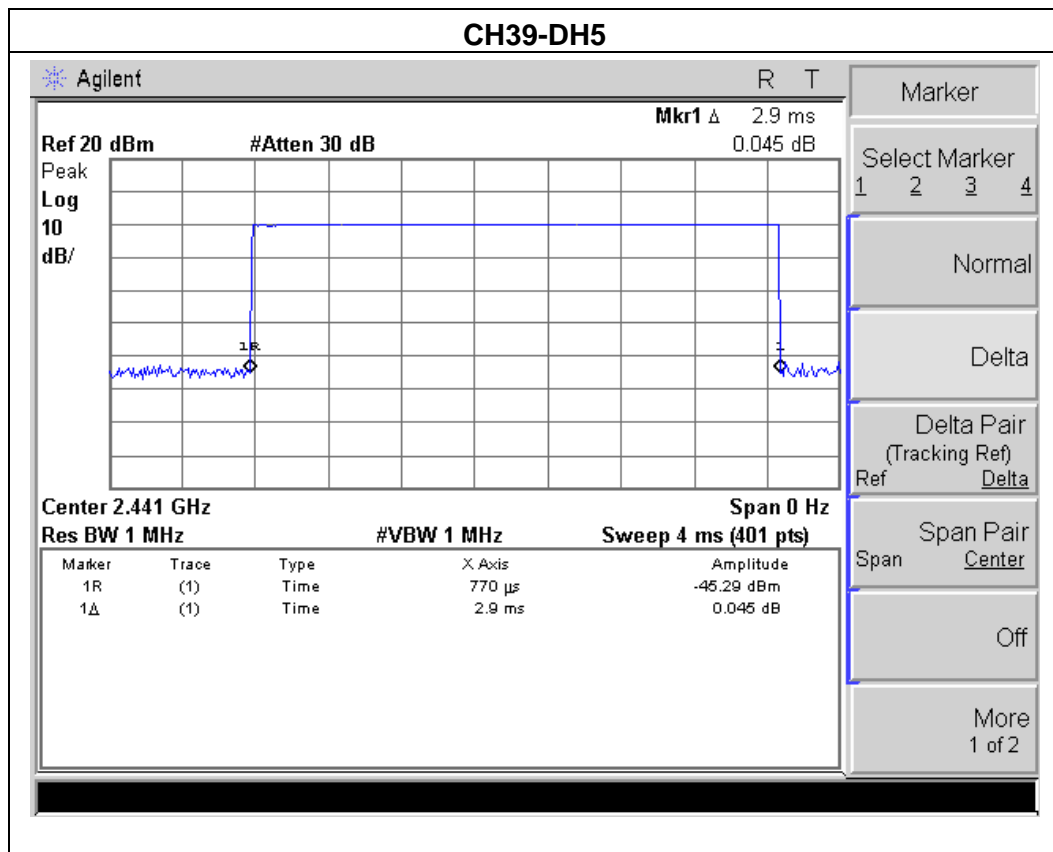 CH39-DH5
Agilent R T
Mkr1 Δ 2.9 ms
Ref 20 dBm #Atten 30 dB 0.045 dB
Peak
Log
10
dB/
1R
1
Center 2.441 GHz Span 0 Hz
Res BW 1 MHz #VBW 1 MHz Sweep 4 ms (401 pts)
Marker Trace Type X Axis Amplitude
1R (1) Time 770 µs -45.29 dBm
1Δ (1) Time 2.9 ms 0.045 dB
Marker
Select Marker
1 2 3 4
Normal
Delta
Delta Pair
(Tracking Ref)
Ref Delta
Span Pair
Span Center
Off
More
1 of 2